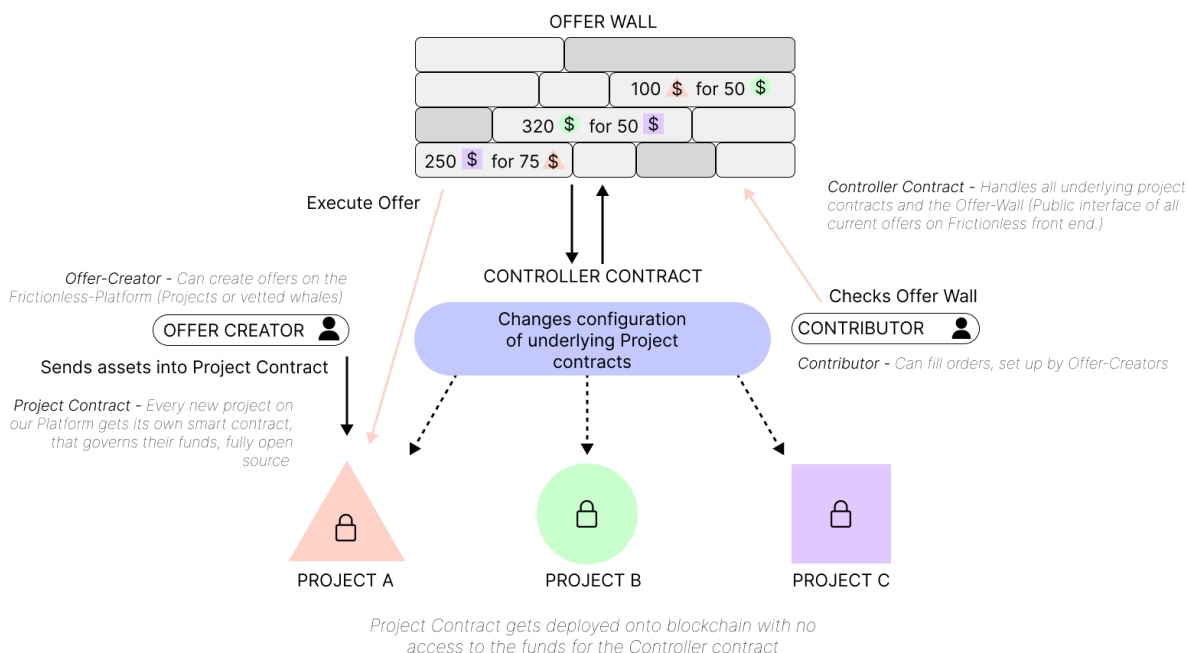 OFFER WALL
100 $ for 50 $
320 $ for 50 $
250 $ for 75 $
Execute Offer
Controller Contract - Handles all underlying project
contracts and the Offer-Wall (Public interface of all
current offers on Frictionless front end.)
Offer-Creator - Can create offers on the
Frictionless-Platform (Projects or vetted whales)
CONTROLLER CONTRACT
Checks Offer Wall
OFFER CREATOR
Changes configuration
of underlying Project
contracts
CONTRIBUTOR
Sends assets into Project Contract
Contributor - Can fill orders, set up by Offer-Creators
Project Contract - Every new project on
our Platform gets its own smart contract,
that governs their funds, fully open
source
PROJECT A
PROJECT B
PROJECT C
Project Contract gets deployed onto blockchain with no
access to the funds for the Controller contract